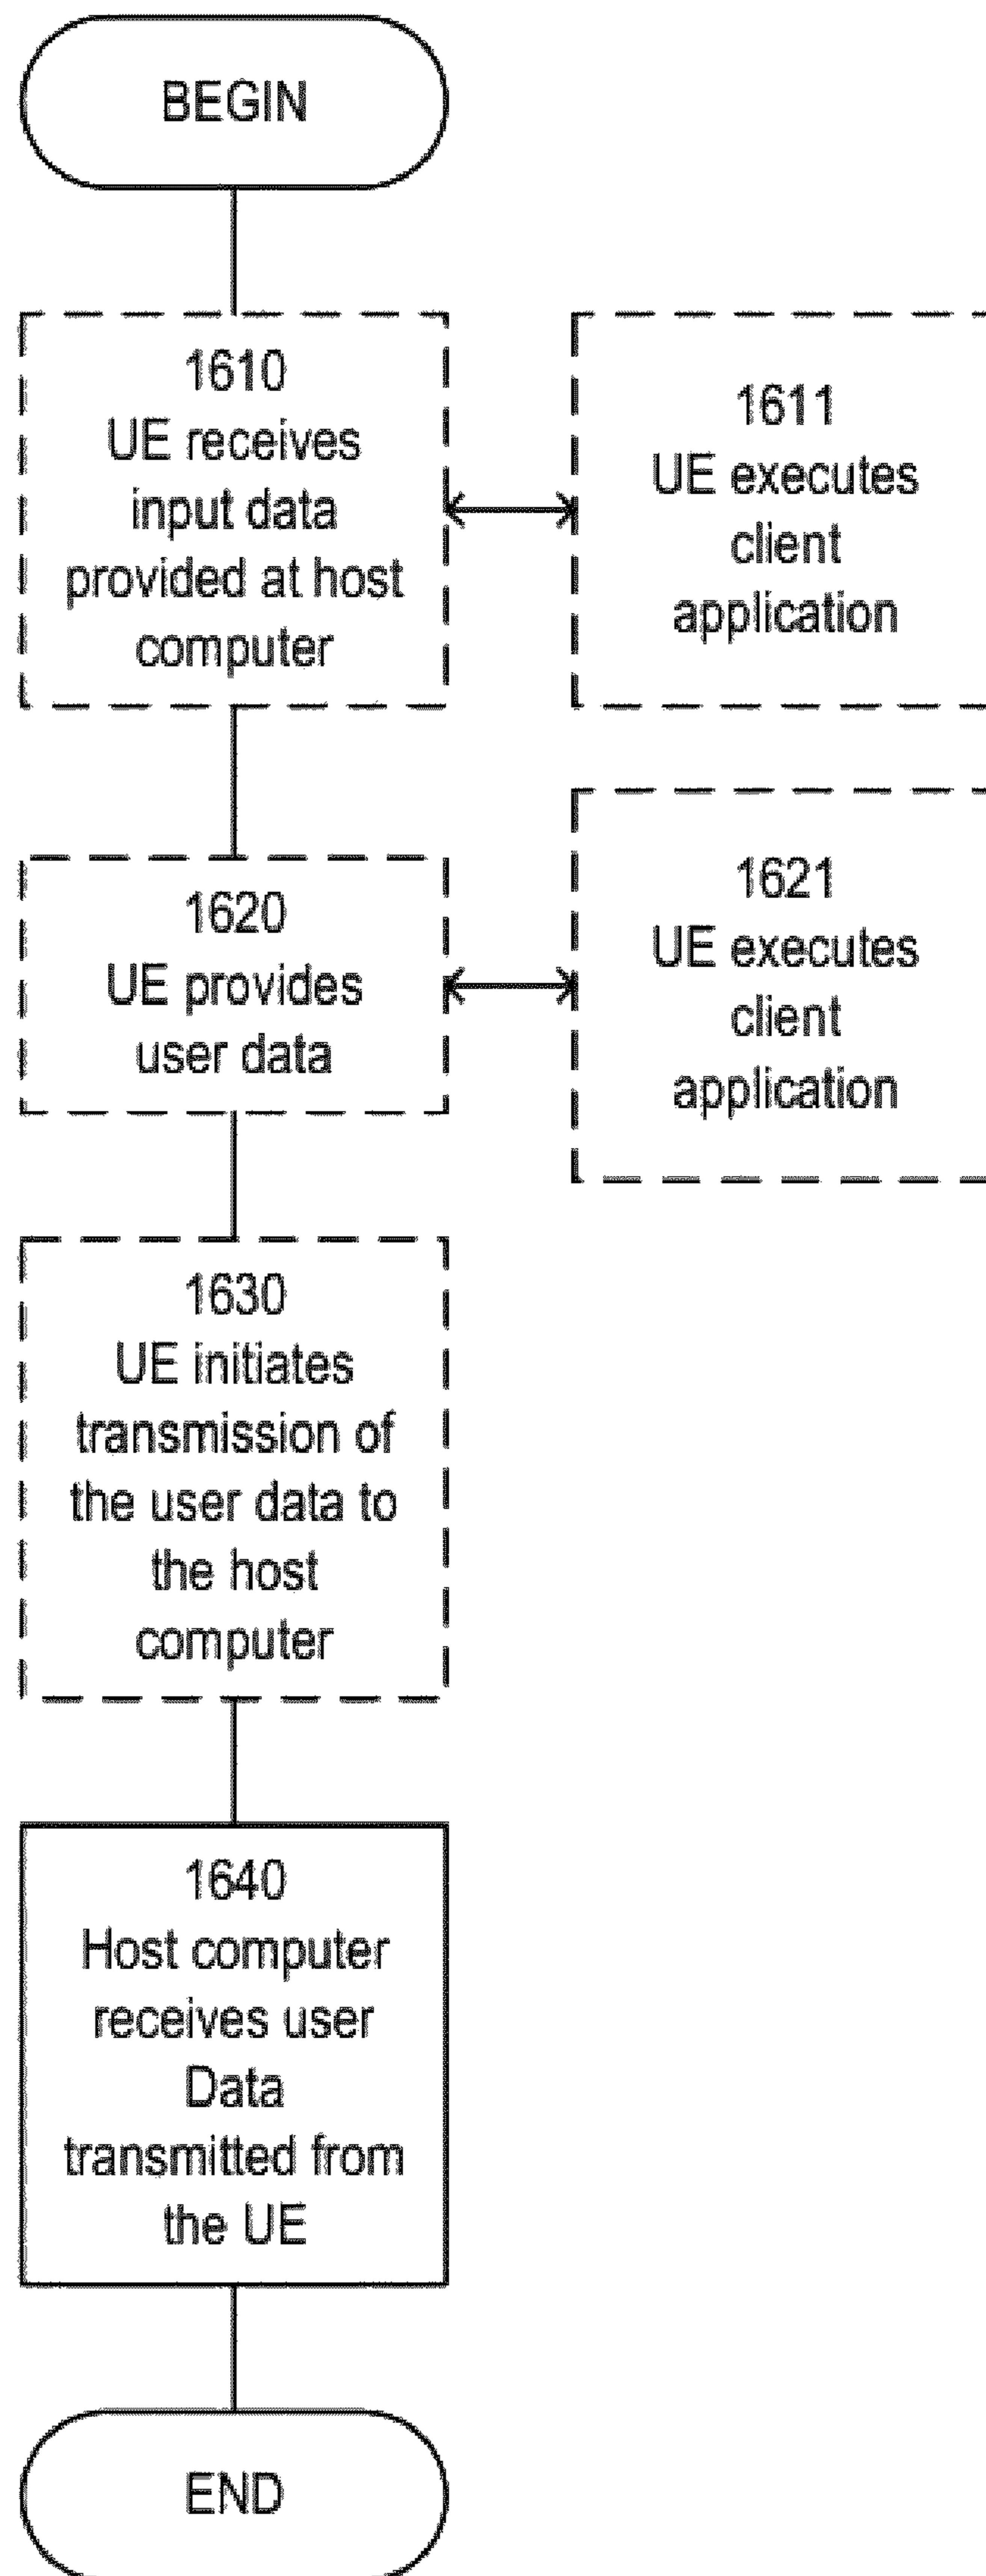 BEGIN
1610
UE receives
input data
provided at host
computer
1611
UE executes
client
application
1620
UE provides
user data
1621
UE executes
client
application
1630
UE initiates
transmission of
the user data to
the host
computer
1640
Host computer
receives user
Data
transmitted from
the UE
END